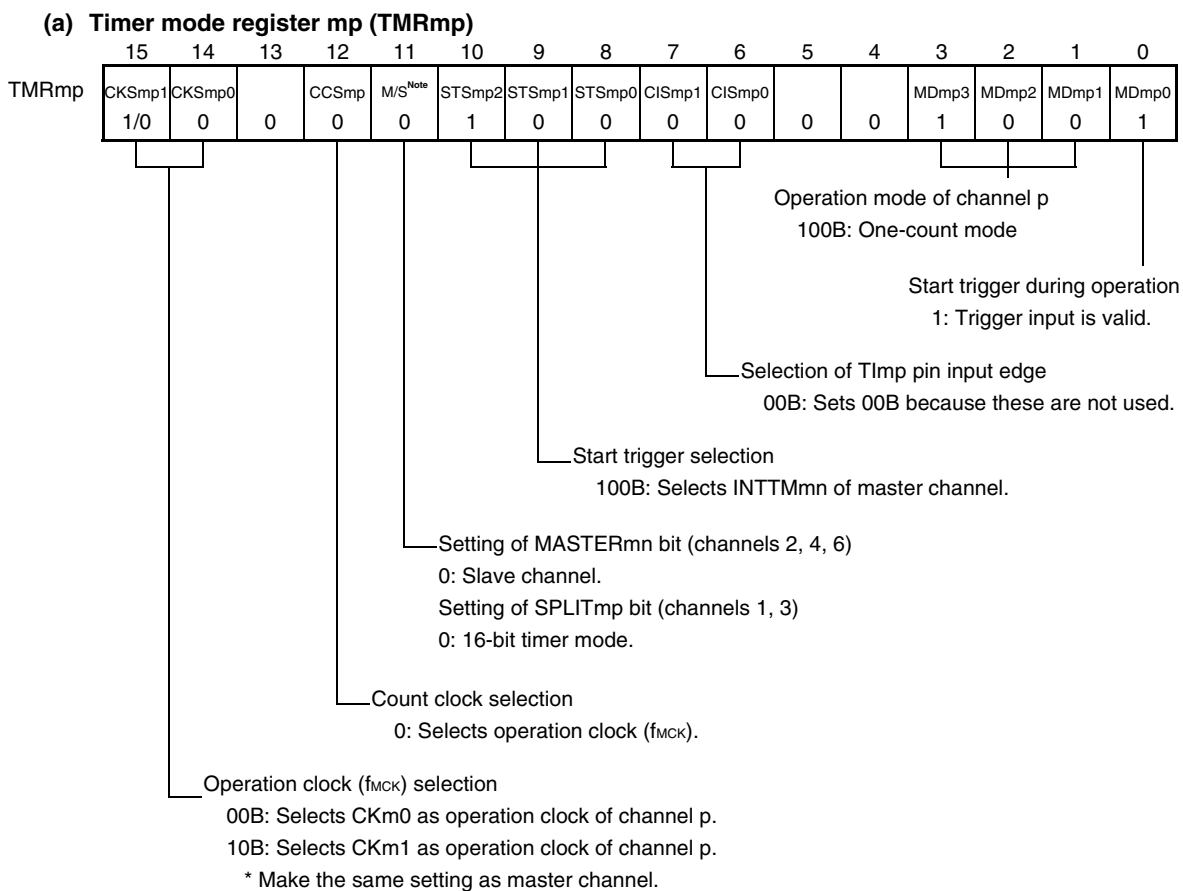 (a) Timer mode register mp (TMRmp)
15 14 13 12 11 10 9 8 7 6 5 4 3 2 1 0
TMRmp CKSmp1 CKSmp0 CCSmp M/S Note STSmp2 STSmp1 STSmp0 CISmp1 CISmp0 MDmp3 MDmp2 MDmp1 MDmp0
1/0 0 0 0 0 1 0 0 0 0 0 0 1 0 0 1
Operation mode of channel p
100B: One-count mode
Start trigger during operation
1: Trigger input is valid.
Selection of TImp pin input edge
00B: Sets 00B because these are not used.
Start trigger selection
100B: Selects INTTMmn of master channel.
Setting of MASTERmn bit (channels 2, 4, 6)
0: Slave channel.
Setting of SPLITmp bit (channels 1, 3)
0: 16-bit timer mode.
Count clock selection
0: Selects operation clock (fMCK).
Operation clock (fMCK) selection
00B: Selects CKm0 as operation clock of channel p.
10B: Selects CKm1 as operation clock of channel p.
* Make the same setting as master channel.